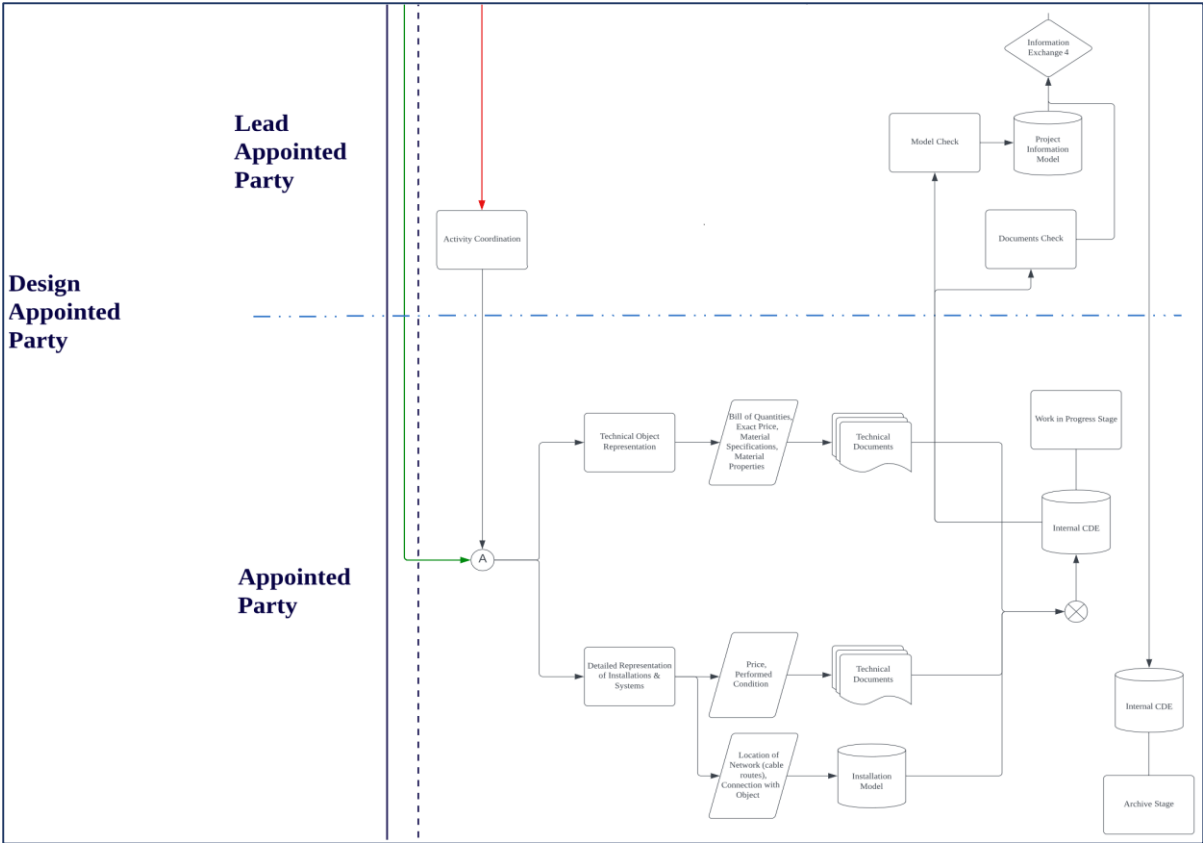 Information
Exchange 4
Lead
Appointed
Party
Model Check
Project
Information
Model
Activity Coordination
Documents Check
Design
Appointed
Party
Work in Progress Stage
Technical Object
Representation
Bill of Quantities,
Exact Price,
Material
Specifications,
Material
Properties
Technical
Documents
Internal CDE
A
Appointed
Party
Detailed Representation
of Installations &
Systems
Price,
Performed
Condition
Technical
Documents
Internal CDE
Location of
Network (cable
routes),
Connection with
Object
Installation
Model
Archive Stage